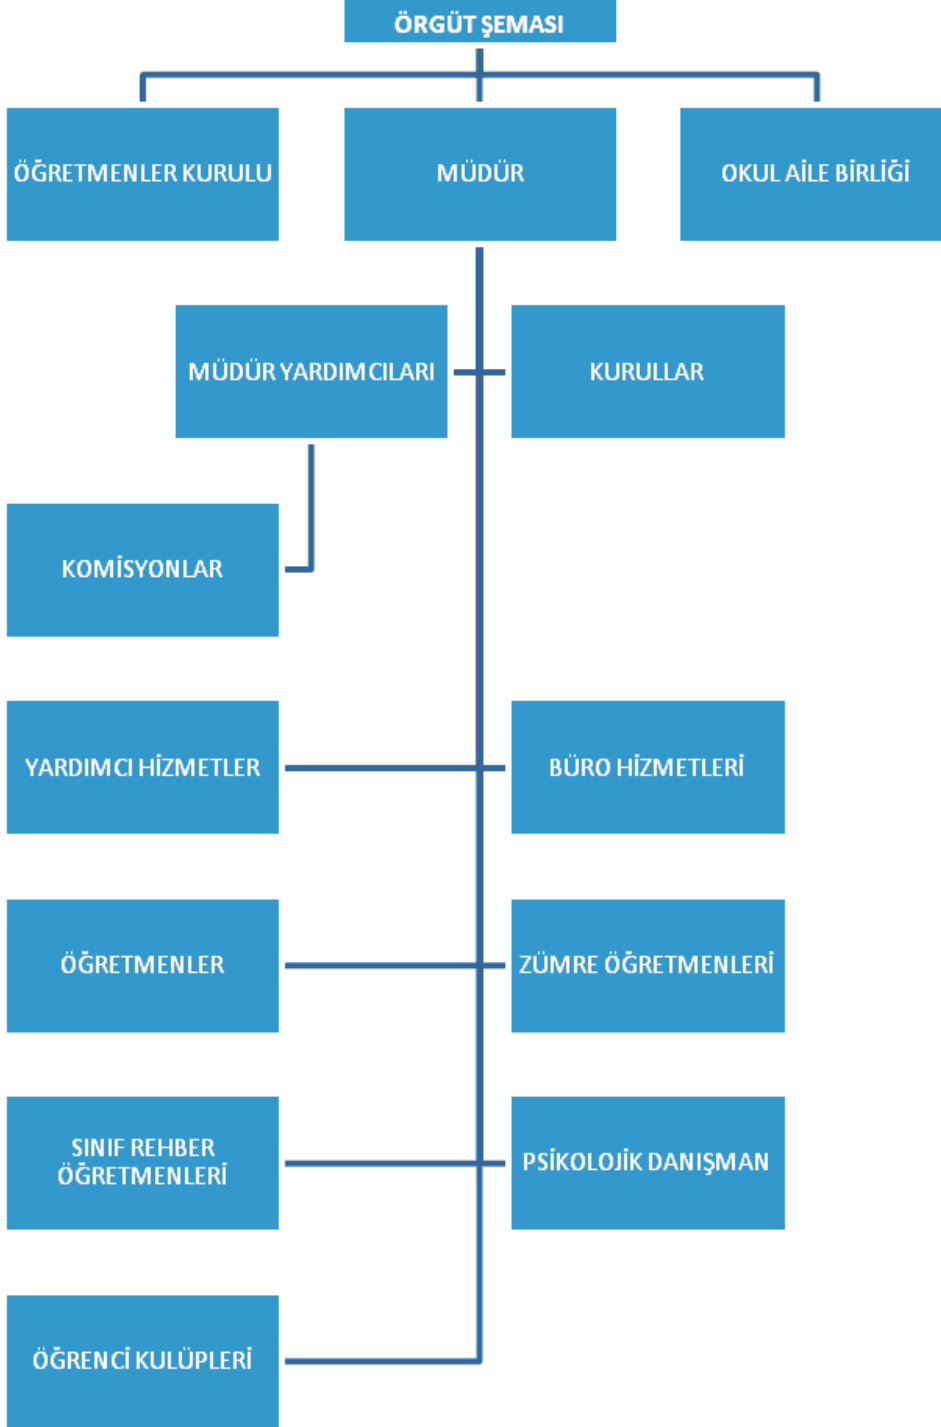 ÖRGÜT ŞEMASI
ÖĞRETMENLER KURULU
MÜDÜR
OKUL AİLE BİRLİĞİ
MÜDÜR YARDIMCILARI
KURULLAR
KOMİSYONLAR
YARDIMCI HİZMETLER
BÜRO HİZMETLERİ
ÖĞRETMENLER
ZÜMRE ÖĞRETMENLERİ
SINIF REHBER
ÖĞRETMENLERİ
PSİKOLOJİK DANIŞMAN
ÖĞRENCİ KULÜPLERİ